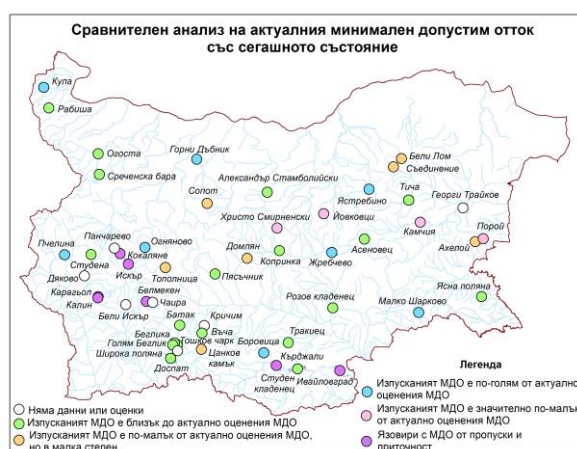 Сравнителен анализ на актуалния минимален допустим отток
със сегашното състояние
Кула
Рабиша
Огоста
Среченска бара
Горни Дъбник
Сопот
Александър Стамболийски
Христо Смирненски
Йовковци
Ястребино
Бели Лом
Съединение
Тича
Георги Трайков
Камчия
Порой
Ахелой
Панчарево
Огняново
Пчелина
Кокаляне
Студена
Искър
Дяково
Тополница
Домлян
Копринка
Жребчево
Асеновец
Пясъчник
Карагьол
Калин
Белмекен
Чаира
Бели Искър
Розов кладенец
Малко Шарково
Ясна поляна
Батак
Кричим
Въча
Беглика
Тошков чарк
Голям Беглик
Широка поляна
Цанков
камък
Доспат
Боровица
Тракиец
Кърджали
Студен
кладенец
Ивайловград
Легенда
Няма данни или оценки
Изпусканият МДО е близък до актуално оценения МДО
Изпусканият МДО е по-малък от актуално оценения МДО,
но в малка степен
Изпусканият МДО е по-голям от актуално
оценения МДО
Изпусканият МДО е значително по-малък
от актуално оценения МДО
Язовири с МДО от пропуски и
приточност